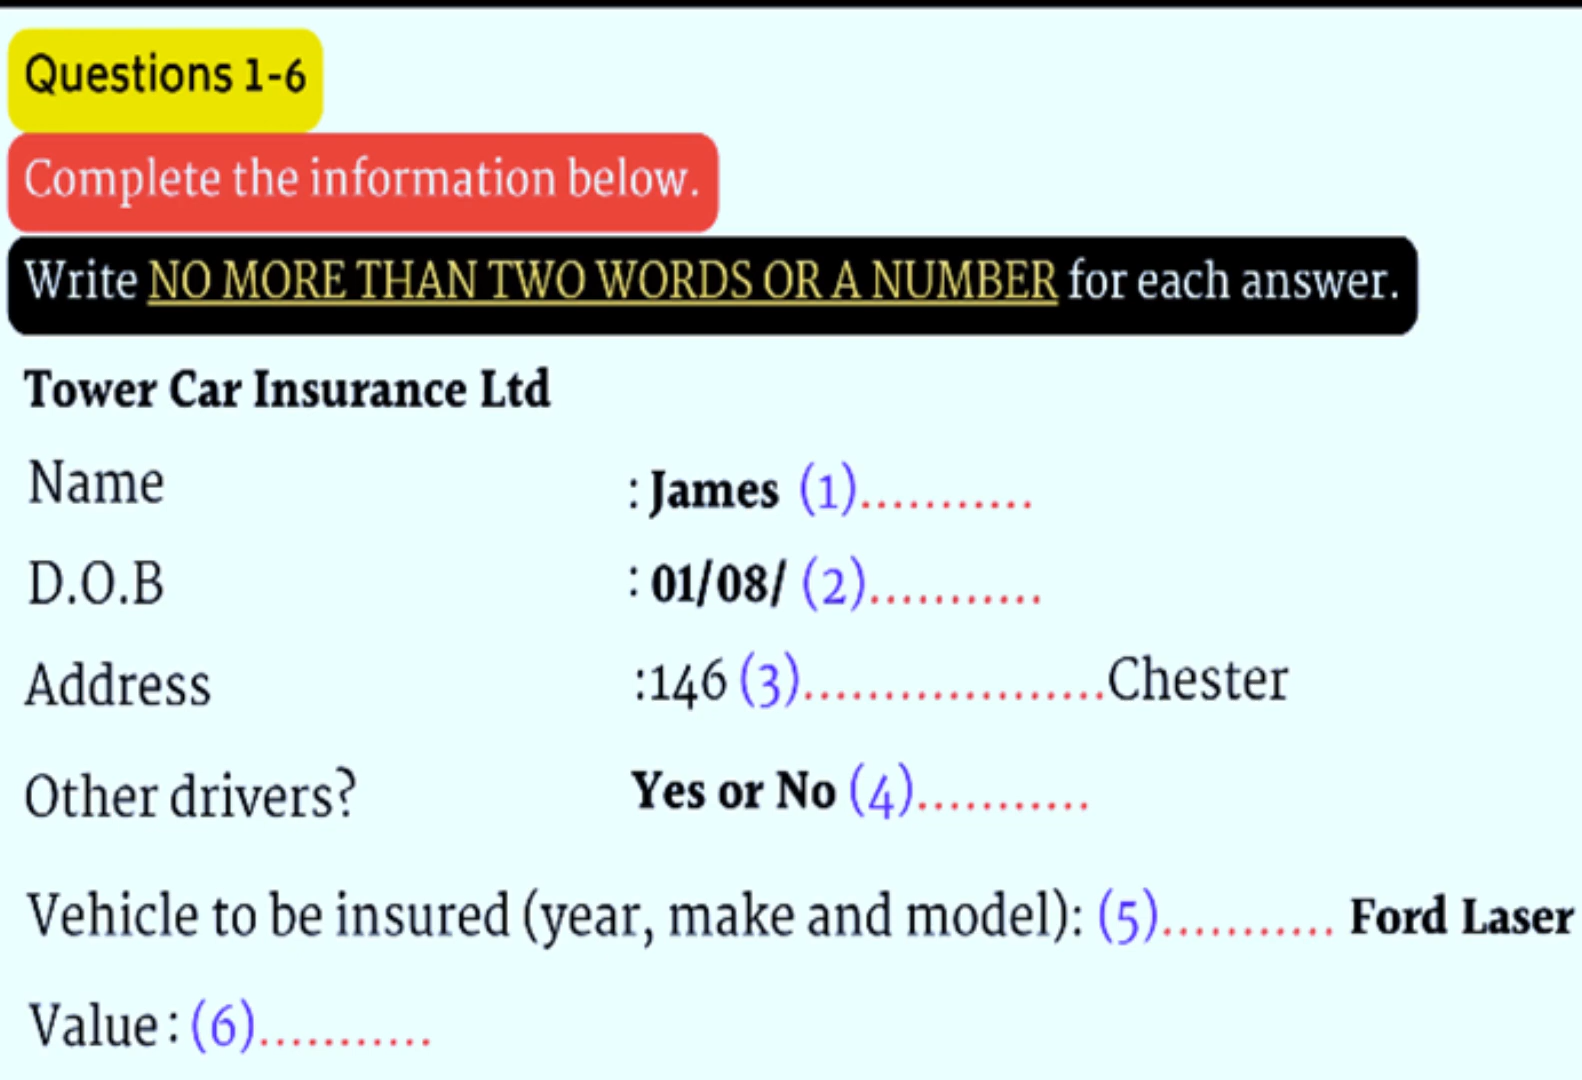 Questions 1-6
Complete the information below.
Write NO MORE THAN TWO WORDS OR A NUMBER for each answer.
Tower Car Insurance Ltd
Name : James (1)...........
D.O.B : 01/08/ (2)...........
Address :146 (3)...................Chester
Other drivers? Yes or No (4)...........
Vehicle to be insured (year, make and model): (5)........... Ford Laser
Value : (6)...........